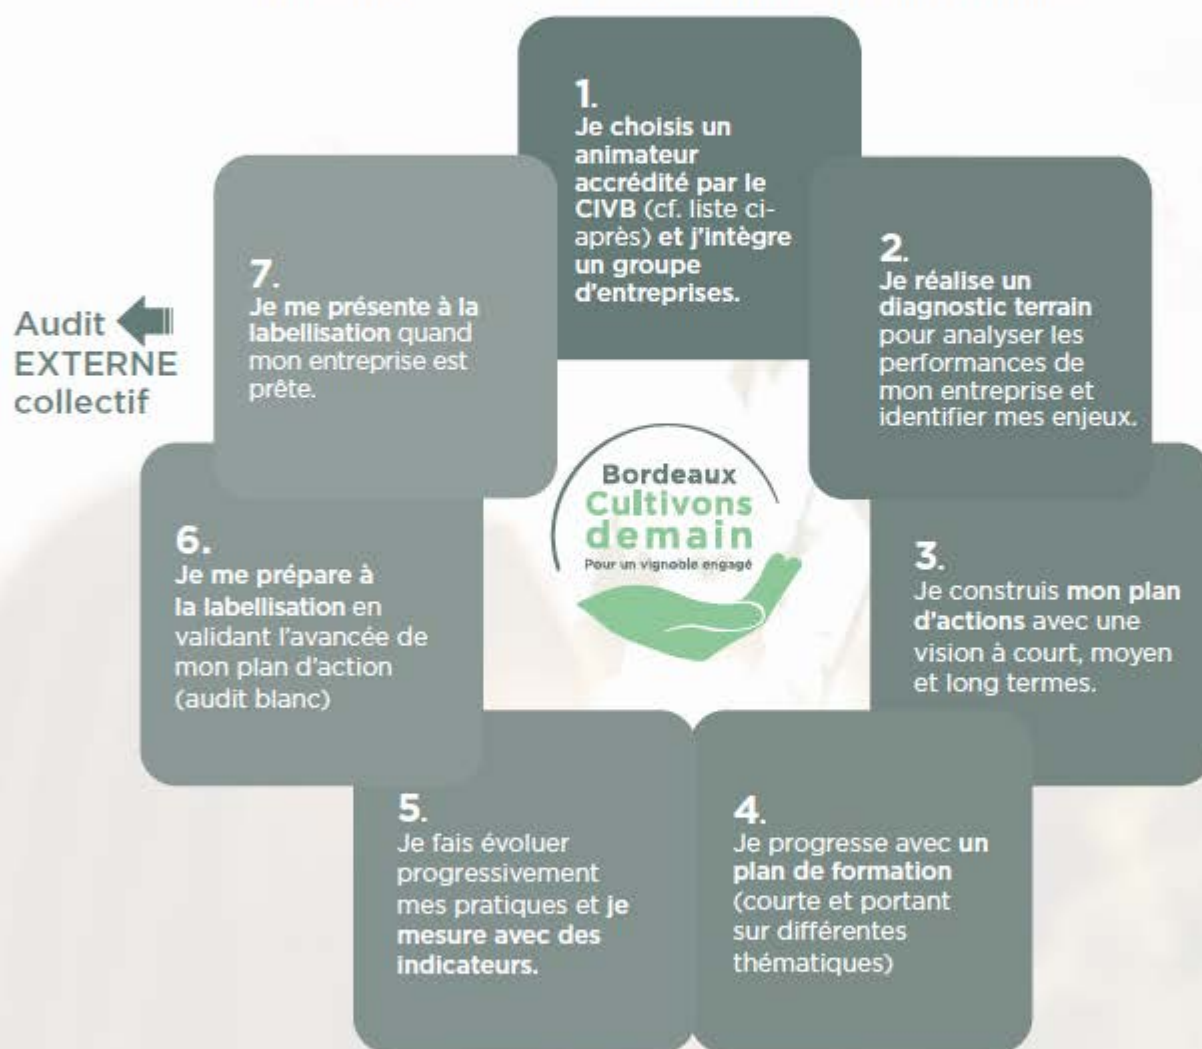 1.
Je choisis un
animateur
accrédité par le
CIVB (cf. liste ci-
après) et j'intègre
un groupe
d'entreprises.
2.
Je réalise un
diagnostic terrain
pour analyser les
performances de
mon entreprise et
identifier mes enjeux.
3.
Je construis mon plan
d'actions avec une
vision à court, moyen
et long termes.
4.
Je progresse avec un
plan de formation
(courte et portant
sur différentes
thématiques)
5.
Je fais évoluer
progressivement
mes pratiques et je
mesure avec des
indicateurs.
6.
Je me prépare à
la labellisation en
validant l'avancée de
mon plan d'action
(audit blanc)
7.
Je me présente à la
labellisation quand
mon entreprise est
prête.
Audit
EXTERNE
collectif
Bordeaux
Cultivons
demain
Pour un vignoble engagé